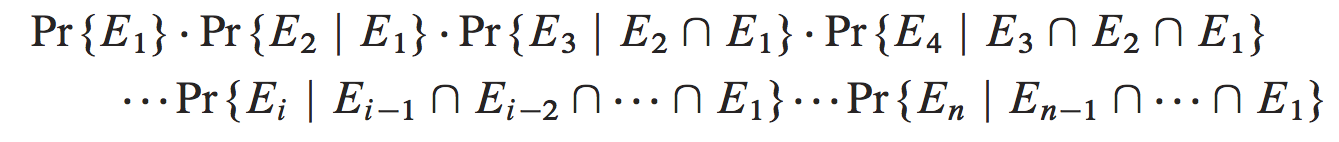 Pr{E₁} · Pr{E₂ | E₁} · Pr{E₃ | E₂ ∩ E₁} · Pr{E₄ | E₃ ∩ E₂ ∩ E₁}
⋯ Pr{Eᵢ | Eᵢ₋₁ ∩ Eᵢ₋₂ ∩ ⋯ ∩ E₁} ⋯ Pr{Eₙ | Eₙ₋₁ ∩ ⋯ ∩ E₁}